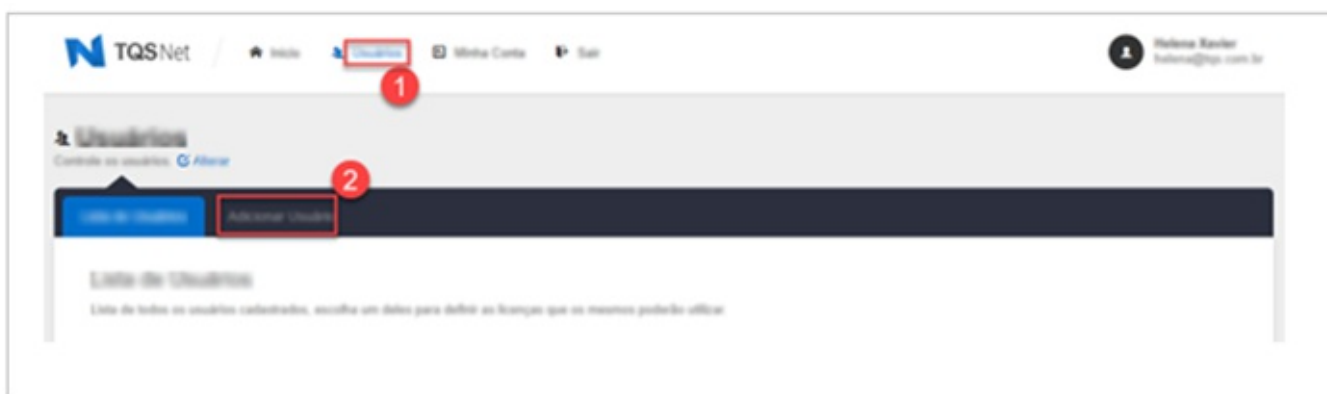 TQSNet / Início Usuários Minha Conta Sair
Helena Xavier
helena@tqs.com.br
1
Usuários
Controle os usuários. Alterar
2
Lista de Usuários Adicionar Usuário
Lista de Usuários
Lista de todos os usuários cadastrados, escolha um deles para definir as licenças que os mesmos poderão utilizar